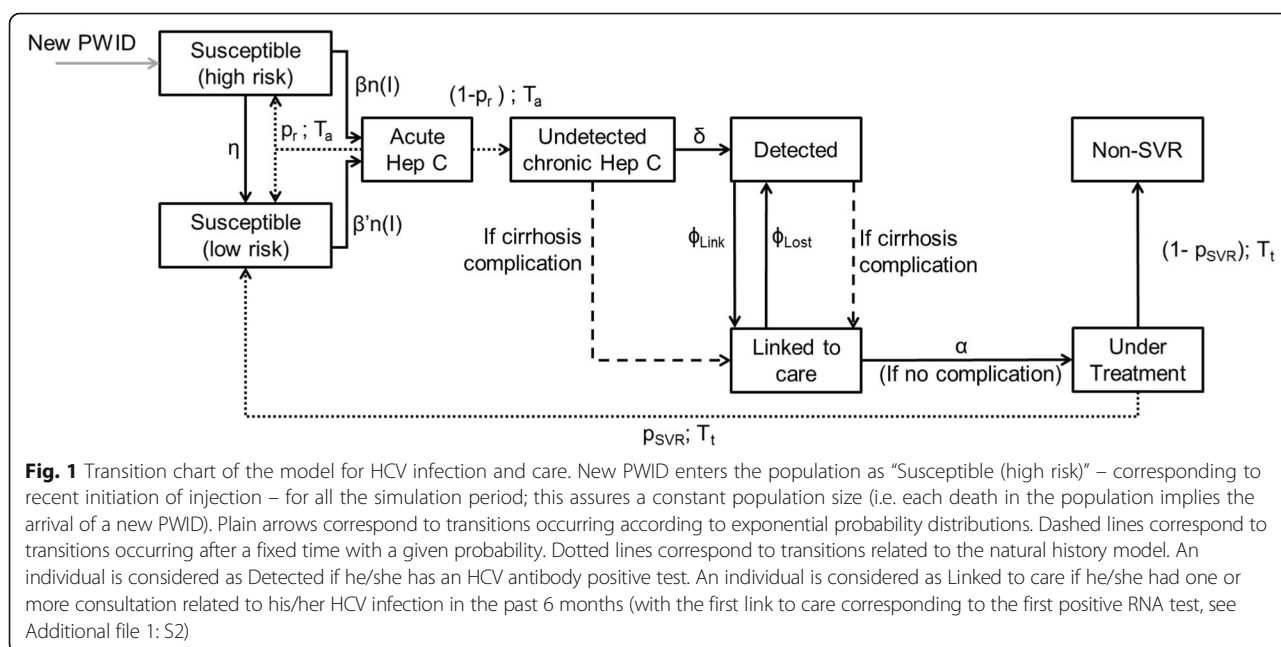 New PWID
Susceptible
(high risk)
βn(I)
(1-pr) ; Ta
pr ; Ta
η
Acute
Hep C
Undetected
chronic Hep C
δ
Detected
Non-SVR
Susceptible
(low risk)
β'n(I)
If cirrhosis
complication
ϕLink
ϕLost
If cirrhosis
complication
(1- pSVR); Tt
Linked to
care
α
(If no complication)
Under
Treatment
pSVR; Tt
Fig. 1 Transition chart of the model for HCV infection and care. New PWID enters the population as “Susceptible (high risk)” – corresponding to
recent initiation of injection – for all the simulation period; this assures a constant population size (i.e. each death in the population implies the
arrival of a new PWID). Plain arrows correspond to transitions occurring according to exponential probability distributions. Dashed lines correspond to
transitions occurring after a fixed time with a given probability. Dotted lines correspond to transitions related to the natural history model. An
individual is considered as Detected if he/she has an HCV antibody positive test. An individual is considered as Linked to care if he/she had one or
more consultation related to his/her HCV infection in the past 6 months (with the first link to care corresponding to the first positive RNA test, see
Additional file 1: S2)